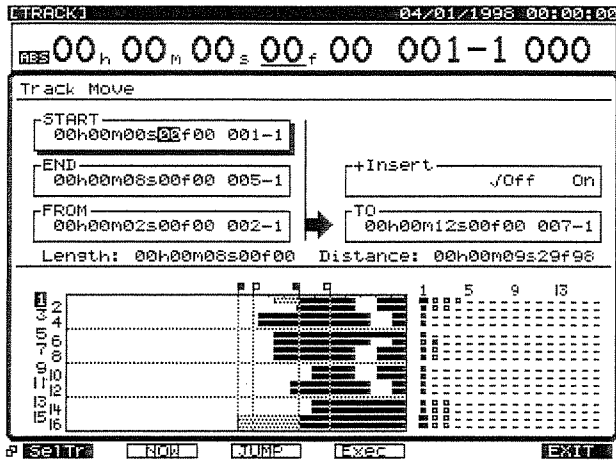 [TRACK] 04/01/1998 00:00:00
ABS 00h 00m 00s 00f 00 001-1 000
Track Move
START
00h00m00s00f00 001-1
END
00h00m08s00f00 005-1
+Insert
√Off On
FROM
00h00m02s00f00 002-1
TO
00h00m12s00f00 007-1
Length: 00h00m08s00f00 Distance: 00h00m09s29f98
1 5 9 13
1
2
3
4
5
6
7
8
9
10
11
12
13
14
15
16
SelTr NOW JUMP Exec EXIT